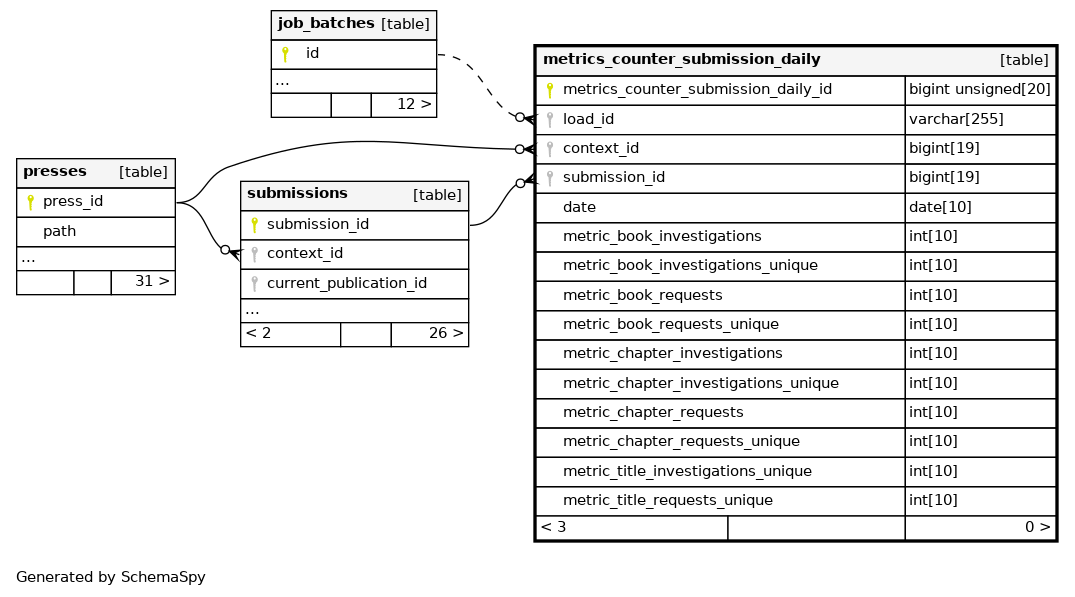 job_batches [table]
id
...
12 >
presses [table]
press_id
path
...
31 >
submissions [table]
submission_id
context_id
current_publication_id
...
< 2 26 >
metrics_counter_submission_daily [table]
metrics_counter_submission_daily_id bigint unsigned[20]
load_id varchar[255]
context_id bigint[19]
submission_id bigint[19]
date date[10]
metric_book_investigations int[10]
metric_book_investigations_unique int[10]
metric_book_requests int[10]
metric_book_requests_unique int[10]
metric_chapter_investigations int[10]
metric_chapter_investigations_unique int[10]
metric_chapter_requests int[10]
metric_chapter_requests_unique int[10]
metric_title_investigations_unique int[10]
metric_title_requests_unique int[10]
< 3 0 >
Generated by SchemaSpy